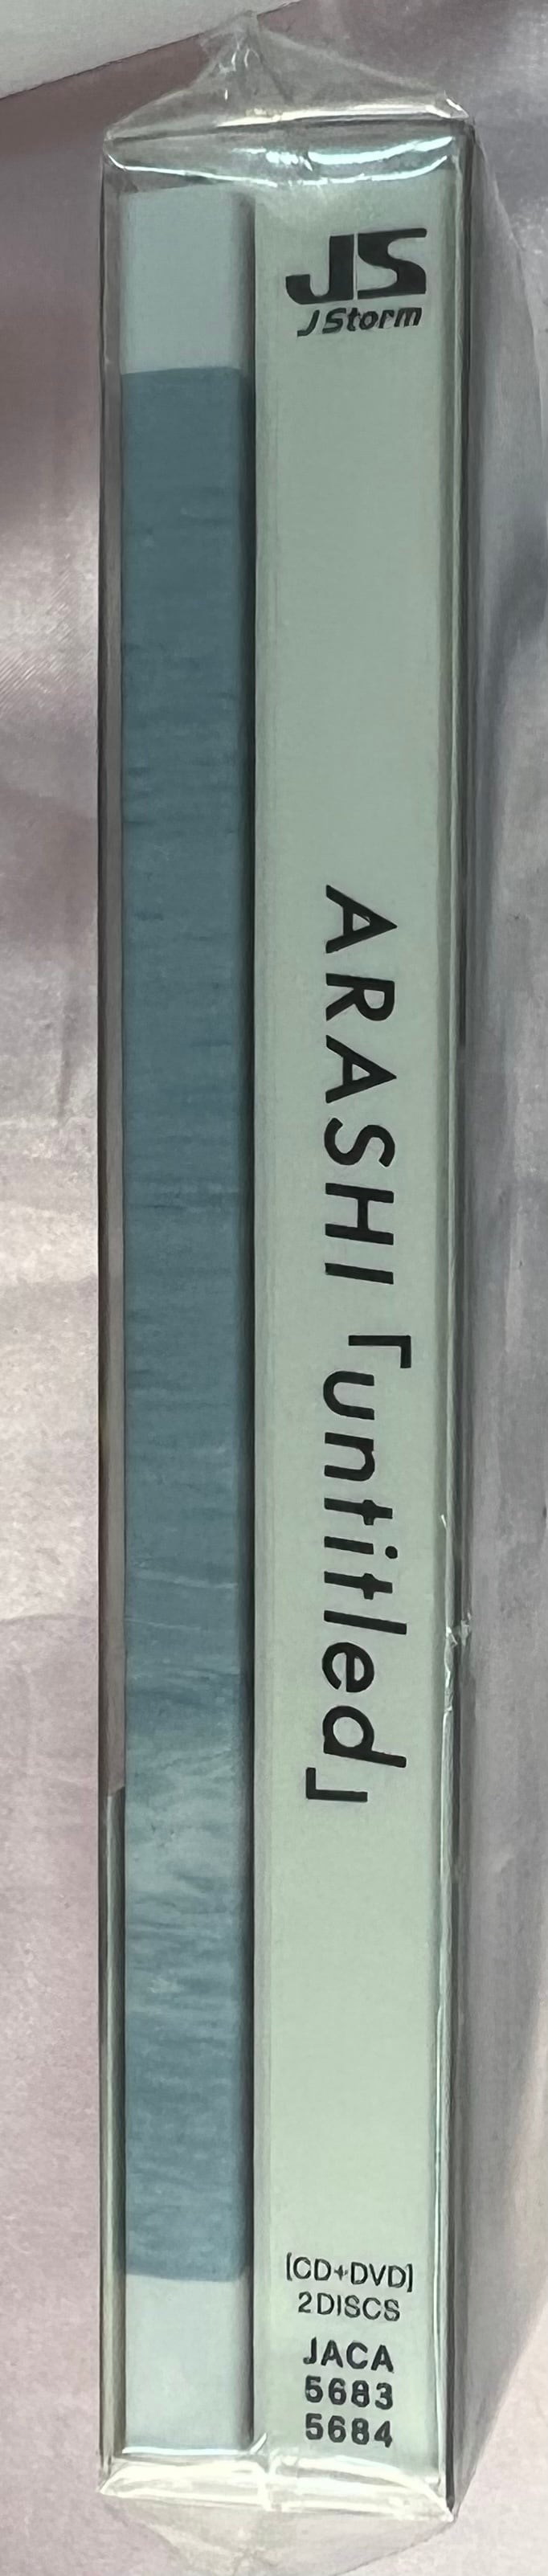 JS
J Storm
ARASHI「untitled」
[CD+DVD]
2DISCS
JACA
5683
5684